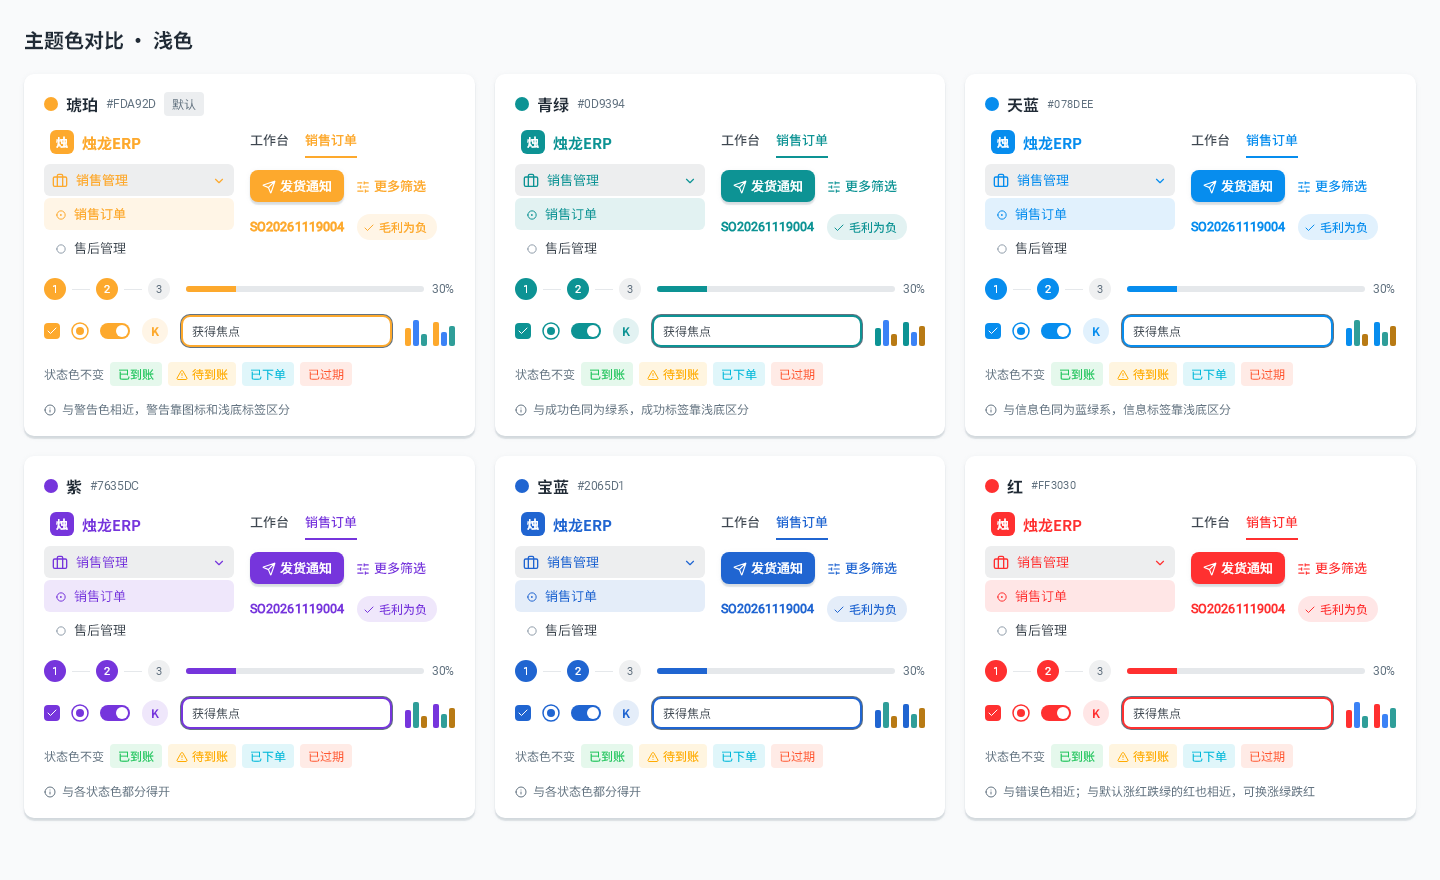 主题色对比 • 浅色
琥珀 #FDA92D 默认
烛 烛龙ERP
工作台 销售订单
销售管理
发货通知 更多筛选
销售订单
SO20261119004 毛利为负
售后管理
1 2 3 30%
K 获得焦点
状态色不变 已到账 待到账 已下单 已过期
与警告色相近，警告靠图标和浅底标签区分
青绿 #0D9394
烛 烛龙ERP
工作台 销售订单
销售管理
发货通知 更多筛选
销售订单
SO20261119004 毛利为负
售后管理
1 2 3 30%
K 获得焦点
状态色不变 已到账 待到账 已下单 已过期
与成功色同为绿系，成功标签靠浅底区分
天蓝 #078DEE
烛 烛龙ERP
工作台 销售订单
销售管理
发货通知 更多筛选
销售订单
SO20261119004 毛利为负
售后管理
1 2 3 30%
K 获得焦点
状态色不变 已到账 待到账 已下单 已过期
与信息色同为蓝绿系，信息标签靠浅底区分
紫 #7635DC
烛 烛龙ERP
工作台 销售订单
销售管理
发货通知 更多筛选
销售订单
SO20261119004 毛利为负
售后管理
1 2 3 30%
K 获得焦点
状态色不变 已到账 待到账 已下单 已过期
与各状态色都分得开
宝蓝 #2065D1
烛 烛龙ERP
工作台 销售订单
销售管理
发货通知 更多筛选
销售订单
SO20261119004 毛利为负
售后管理
1 2 3 30%
K 获得焦点
状态色不变 已到账 待到账 已下单 已过期
与各状态色都分得开
红 #FF3030
烛 烛龙ERP
工作台 销售订单
销售管理
发货通知 更多筛选
销售订单
SO20261119004 毛利为负
售后管理
1 2 3 30%
K 获得焦点
状态色不变 已到账 待到账 已下单 已过期
与错误色相近；与默认涨红跌绿的红也相近，可换涨绿跌红